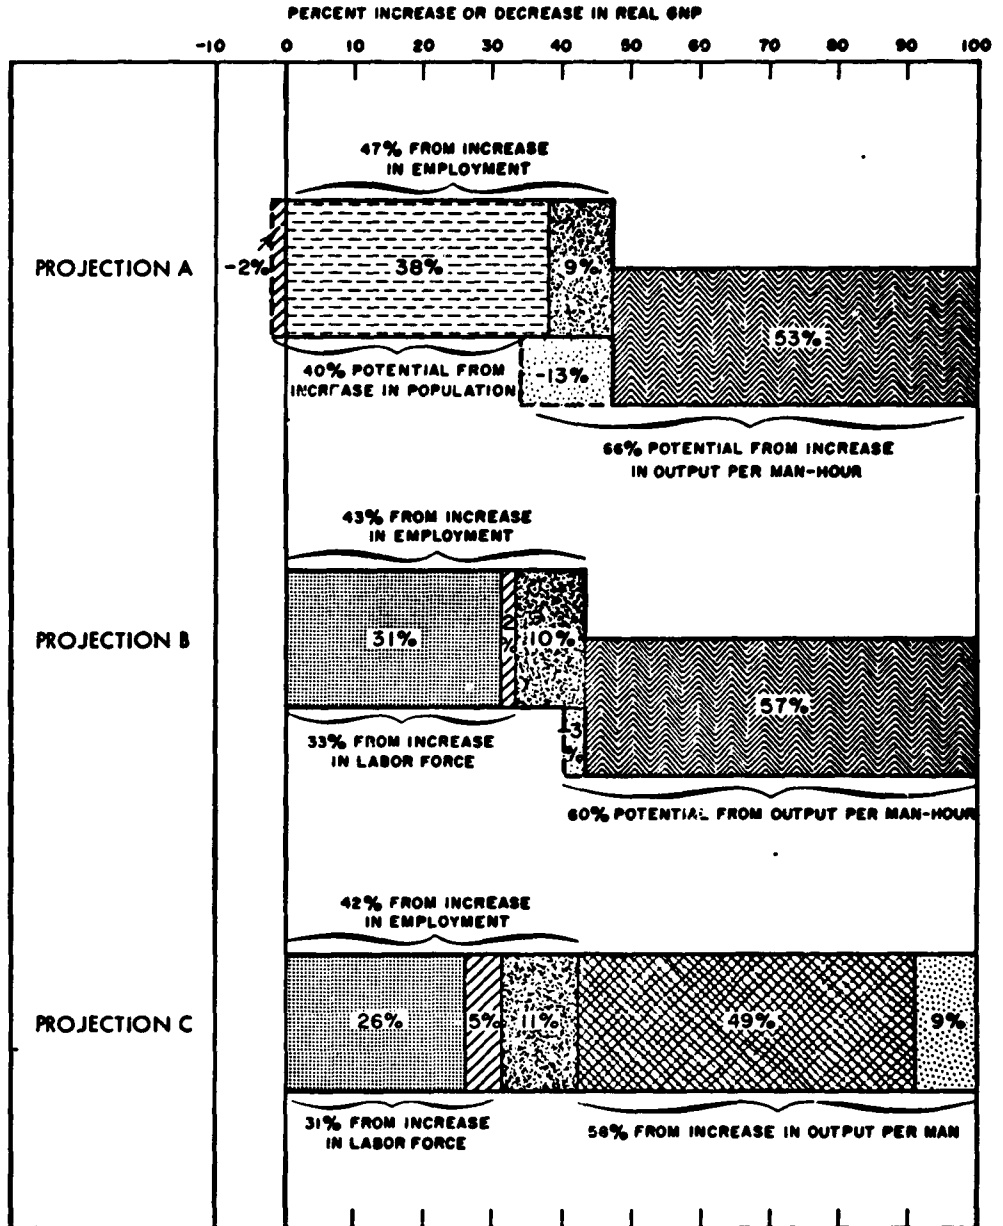 PERCENT INCREASE OR DECREASE IN REAL GNP
-10 0 10 20 30 40 50 60 70 80 90 100
47% FROM INCREASE
IN EMPLOYMENT
PROJECTION A
-2%
38%
9%
53%
-13%
40% POTENTIAL FROM
INCREASE IN POPULATION
66% POTENTIAL FROM INCREASE
IN OUTPUT PER MAN-HOUR
43% FROM INCREASE
IN EMPLOYMENT
PROJECTION B
31%
2
%
10%
57%
-3
%
33% FROM INCREASE
IN LABOR FORCE
60% POTENTIAL FROM OUTPUT PER MAN-HOUR
42% FROM INCREASE
IN EMPLOYMENT
PROJECTION C
26%
5%
11%
49%
9%
31% FROM INCREASE
IN LABOR FORCE
58% FROM INCREASE IN OUTPUT PER MAN